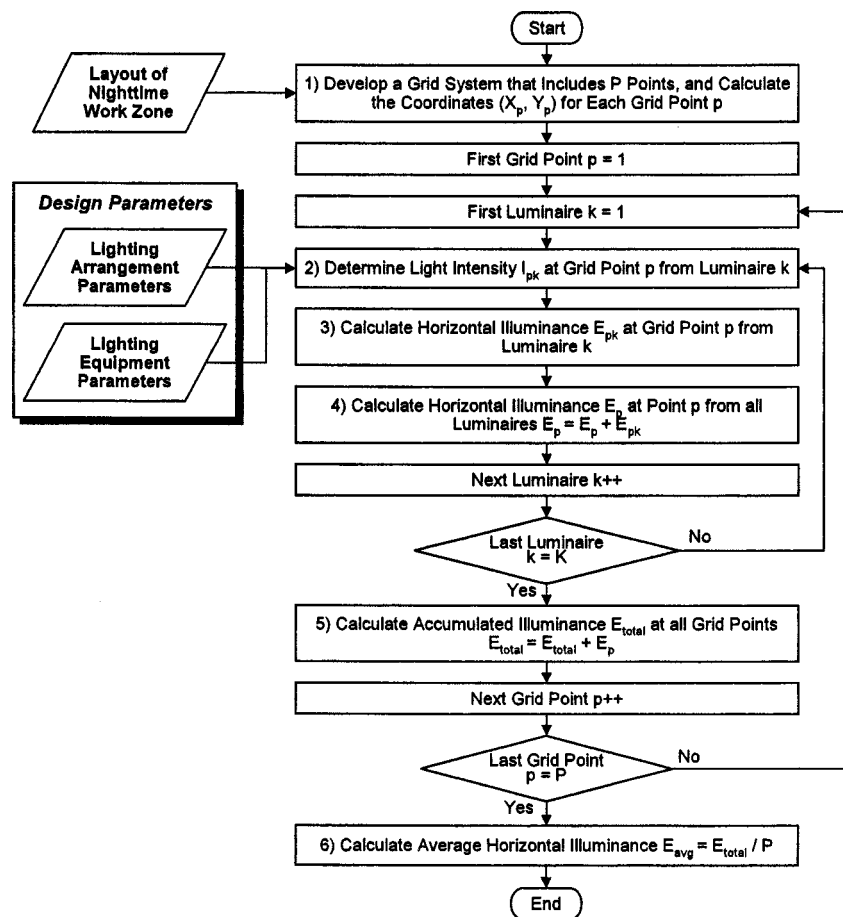 Start
Layout of
Nighttime
Work Zone
1) Develop a Grid System that Includes P Points, and Calculate
the Coordinates (Xp, Yp) for Each Grid Point p
First Grid Point p = 1
Design Parameters
First Luminaire k = 1
Lighting
Arrangement
Parameters
2) Determine Light Intensity Ipk at Grid Point p from Luminaire k
Lighting
Equipment
Parameters
3) Calculate Horizontal Illuminance Epk at Grid Point p from
Luminaire k
4) Calculate Horizontal Illuminance Ep at Point p from all
Luminaires Ep = Ep + Epk
Next Luminaire k++
Last Luminaire
k = K
No
Yes
5) Calculate Accumulated Illuminance Etotal at all Grid Points
Etotal = Etotal + Ep
Next Grid Point p++
Last Grid Point
p = P
No
Yes
6) Calculate Average Horizontal Illuminance Eavg = Etotal / P
End